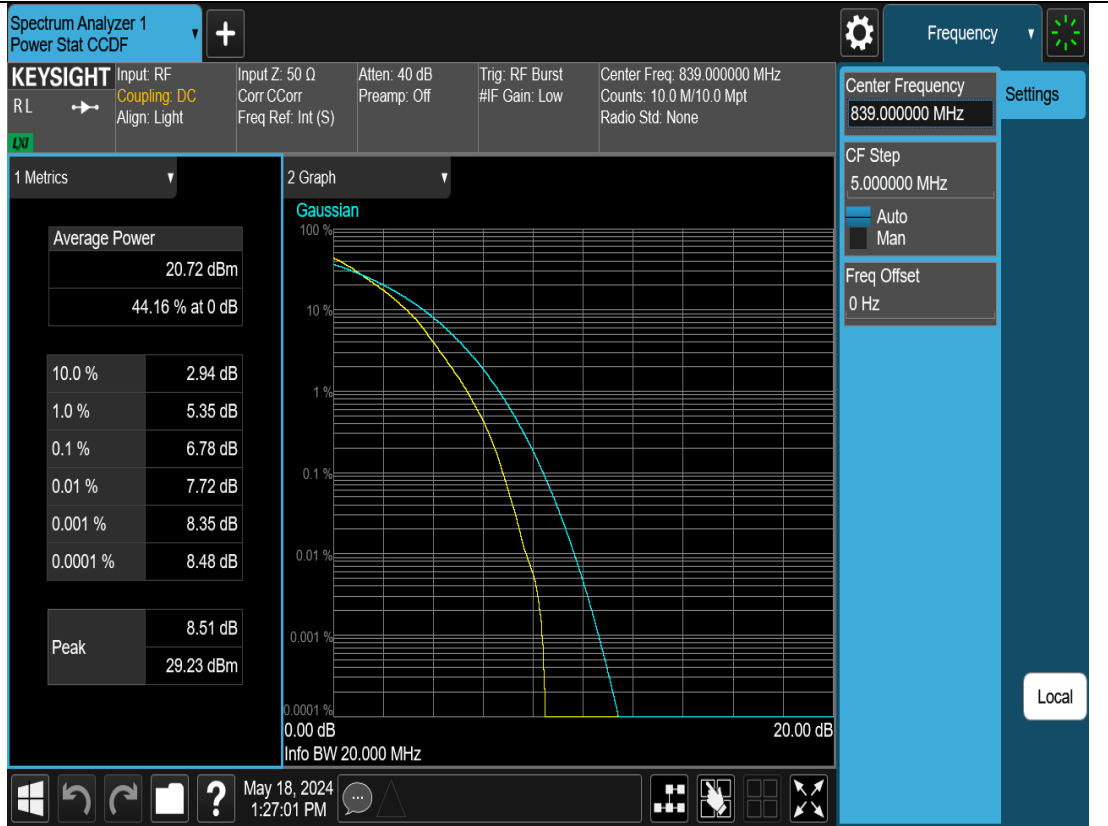 Spectrum Analyzer 1
Power Stat CCDF
+
Frequency
KEYSIGHT
RL
LXI
Input: RF
Coupling: DC
Align: Light
Input Z: 50 Ω
Corr CCorr
Freq Ref: Int (S)
Atten: 40 dB
Preamp: Off
Trig: RF Burst
#IF Gain: Low
Center Freq: 839.000000 MHz
Counts: 10.0 M/10.0 Mpt
Radio Std: None
Center Frequency
839.000000 MHz
Settings
CF Step
5.000000 MHz
Auto
Man
Freq Offset
0 Hz
Local
1 Metrics
Average Power
20.72 dBm
44.16 % at 0 dB
10.0 % 2.94 dB
1.0 % 5.35 dB
0.1 % 6.78 dB
0.01 % 7.72 dB
0.001 % 8.35 dB
0.0001 % 8.48 dB
Peak
8.51 dB
29.23 dBm
2 Graph
Gaussian
100 %
10 %
1 %
0.1 %
0.01 %
0.001 %
0.0001 %
0.00 dB 20.00 dB
Info BW 20.000 MHz
?
May 18, 2024
1:27:01 PM